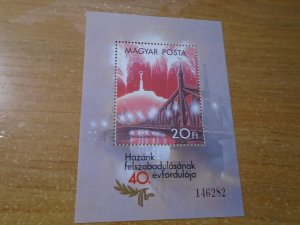 MAGYAR POSTA
20Ft
Hazánk
felszabadulásának
40. évfordulója
146282